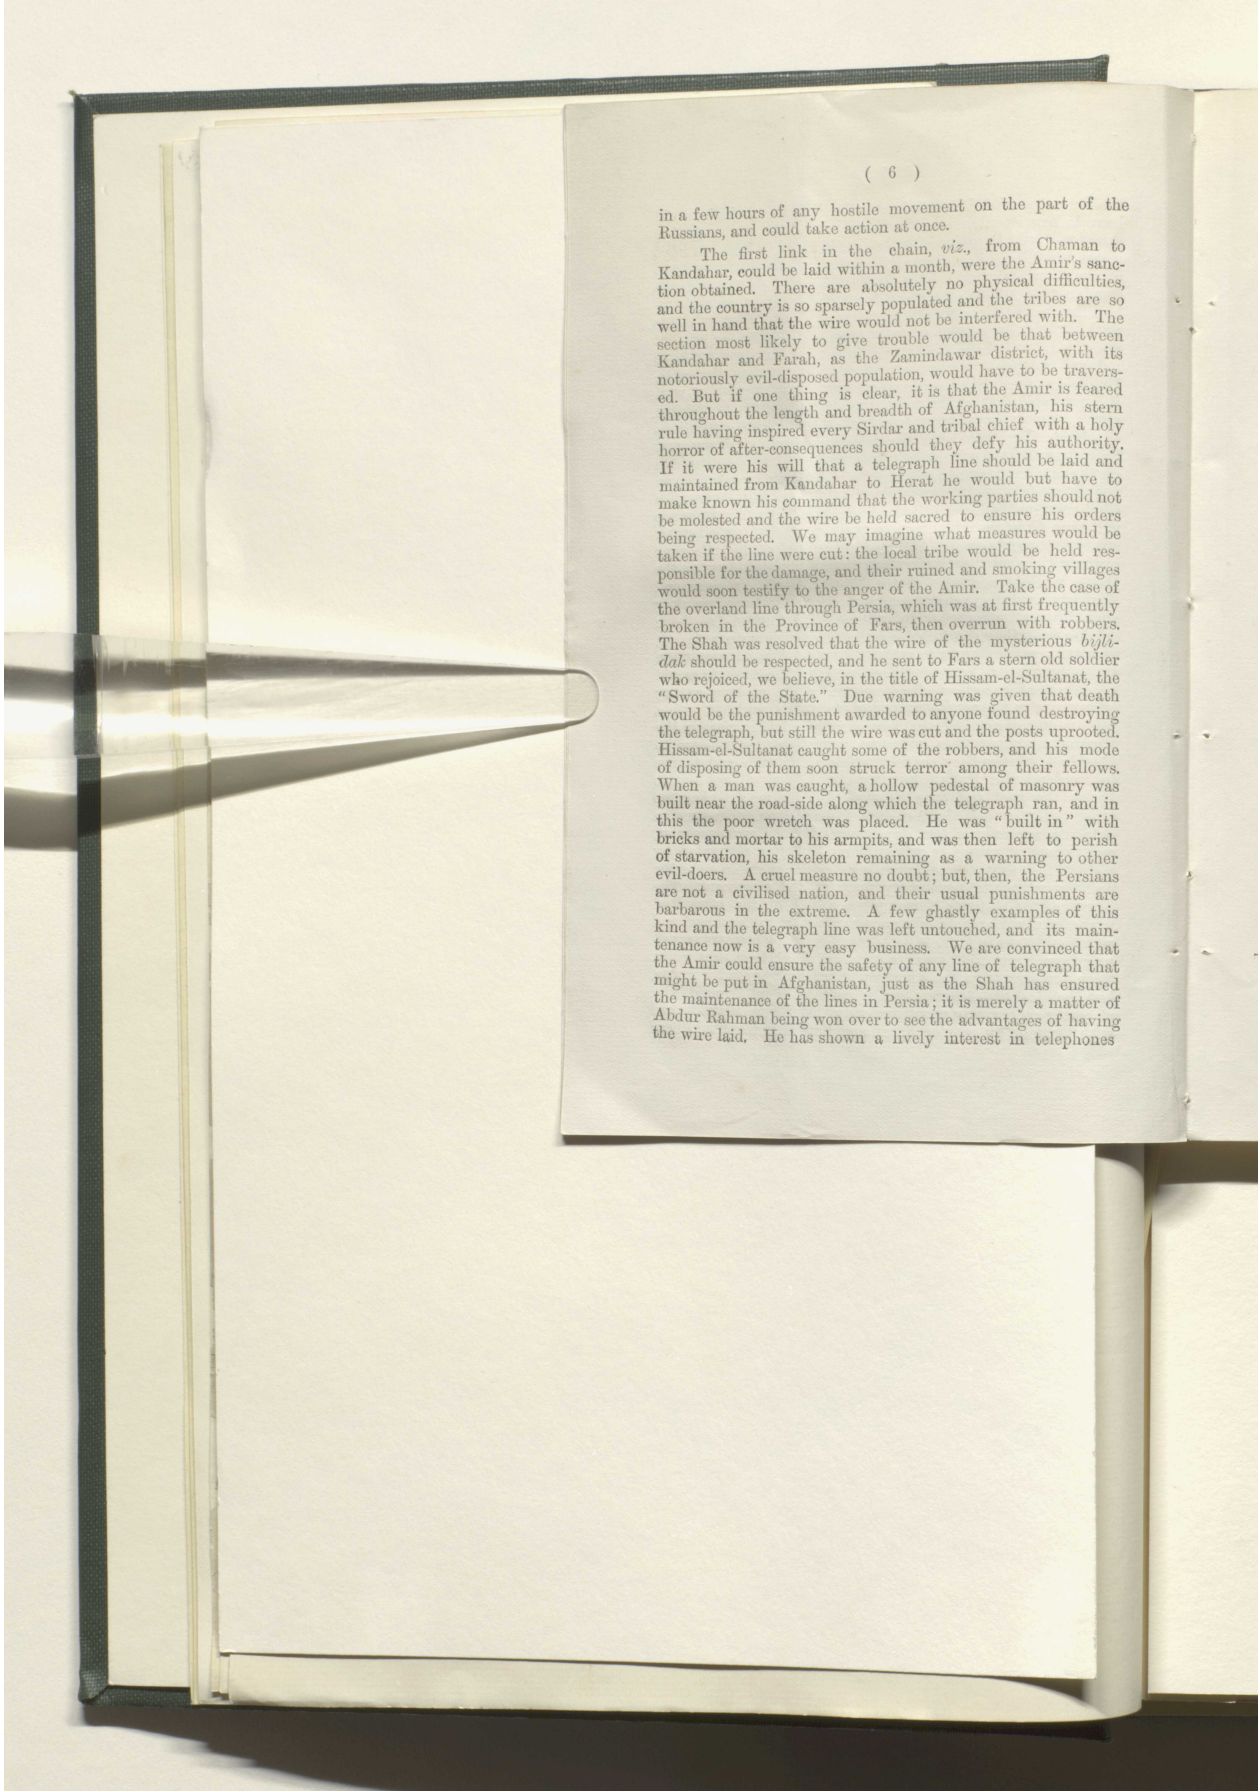 ( 6 )
in a few hours of any hostile movement on the part of the
Russians, and could take action at once.
The first link in the chain, viz., from Chaman to
Kandahar, could be laid within a month, were the Amir's sanc-
tion obtained. There are absolutely no physical difficulties,
and the country is so sparsely populated and the tribes are so
well in hand that the wire would not be interfered with. The
section most likely to give trouble would be that between
Kandahar and Farah, as the Zamindawar district, with its
notoriously evil-disposed population, would have to be travers-
ed. But if one thing is clear, it is that the Amir is feared
throughout the length and breadth of Afghanistan, his stern
rule having inspired every Sirdar and tribal chief with a holy
horror of after-consequences should they defy his authority.
If it were his will that a telegraph line should be laid and
maintained from Kandahar to Herat he would but have to
make known his command that the working parties should not
be molested and the wire be held sacred to ensure his orders
being respected. We may imagine what measures would be
taken if the line were cut: the local tribe would be held res-
ponsible for the damage, and their ruined and smoking villages
would soon testify to the anger of the Amir. Take the case of
the overland line through Persia, which was at first frequently
broken in the Province of Fars, then overrun with robbers.
The Shah was resolved that the wire of the mysterious bijli-
dak should be respected, and he sent to Fars a stern old soldier
who rejoiced, we believe, in the title of Hissam-el-Sultanat, the
"Sword of the State." Due warning was given that death
would be the punishment awarded to anyone found destroying
the telegraph, but still the wire was cut and the posts uprooted.
Hissam-el-Sultanat caught some of the robbers, and his mode
of disposing of them soon struck terror among their fellows.
When a man was caught, a hollow pedestal of masonry was
built near the road-side along which the telegraph ran, and in
this the poor wretch was placed. He was "built in" with
bricks and mortar to his armpits, and was then left to perish
of starvation, his skeleton remaining as a warning to other
evil-doers. A cruel measure no doubt; but, then, the Persians
are not a civilised nation, and their usual punishments are
barbarous in the extreme. A few ghastly examples of this
kind and the telegraph line was left untouched, and its main-
tenance now is a very easy business. We are convinced that
the Amir could ensure the safety of any line of telegraph that
might be put in Afghanistan, just as the Shah has ensured
the maintenance of the lines in Persia; it is merely a matter of
Abdur Rahman being won over to see the advantages of having
the wire laid. He has shown a lively interest in telephones